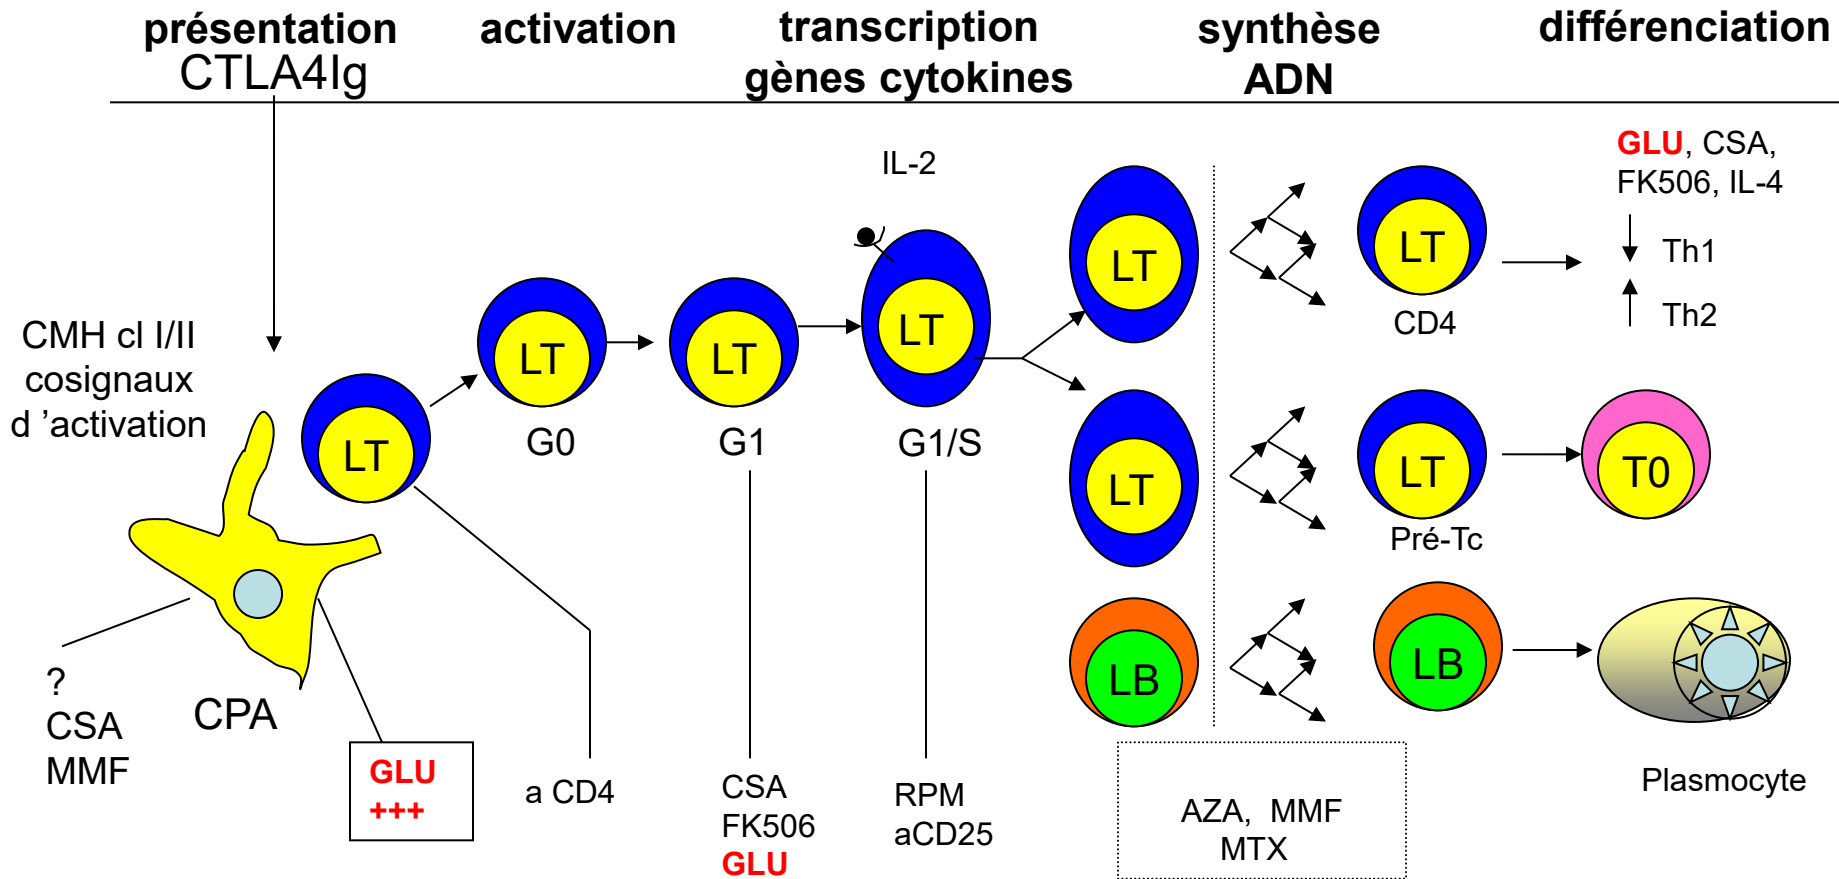 présentation
CTLA4Ig
activation
transcription
gènes cytokines
synthèse
ADN
différenciation
CMH cl I/II
cosignaux
d ’activation
LT
LT
G0
LT
G1
IL-2
LT
G1/S
LT
LT
CD4
GLU, CSA,
FK506, IL-4
Th1
Th2
LT
LT
Pré-Tc
T0
LB
LB
Plasmocyte
?
CSA
MMF
CPA
GLU
+++
a CD4
CSA
FK506
GLU
RPM
aCD25
AZA, MMF
MTX